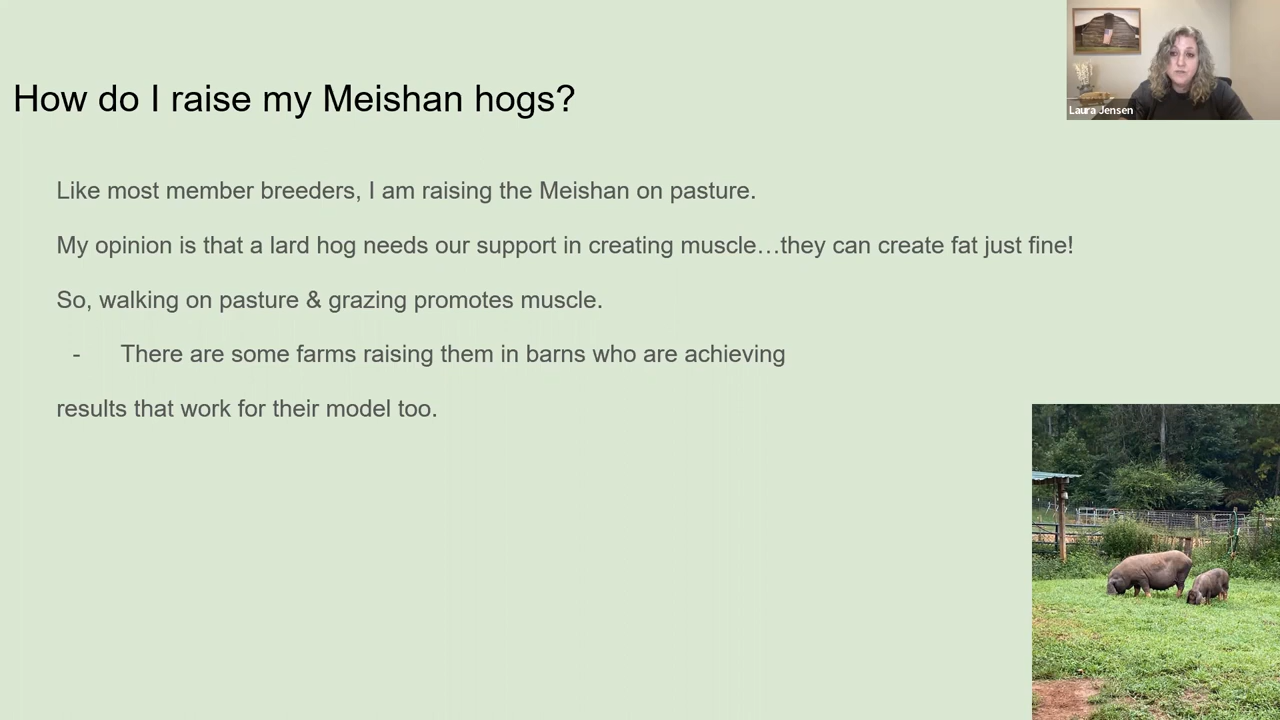 How do I raise my Meishan hogs?
Laura Jensen
Like most member breeders, I am raising the Meishan on pasture.
My opinion is that a lard hog needs our support in creating muscle…they can create fat just fine!
So, walking on pasture & grazing promotes muscle.
- There are some farms raising them in barns who are achieving
results that work for their model too.